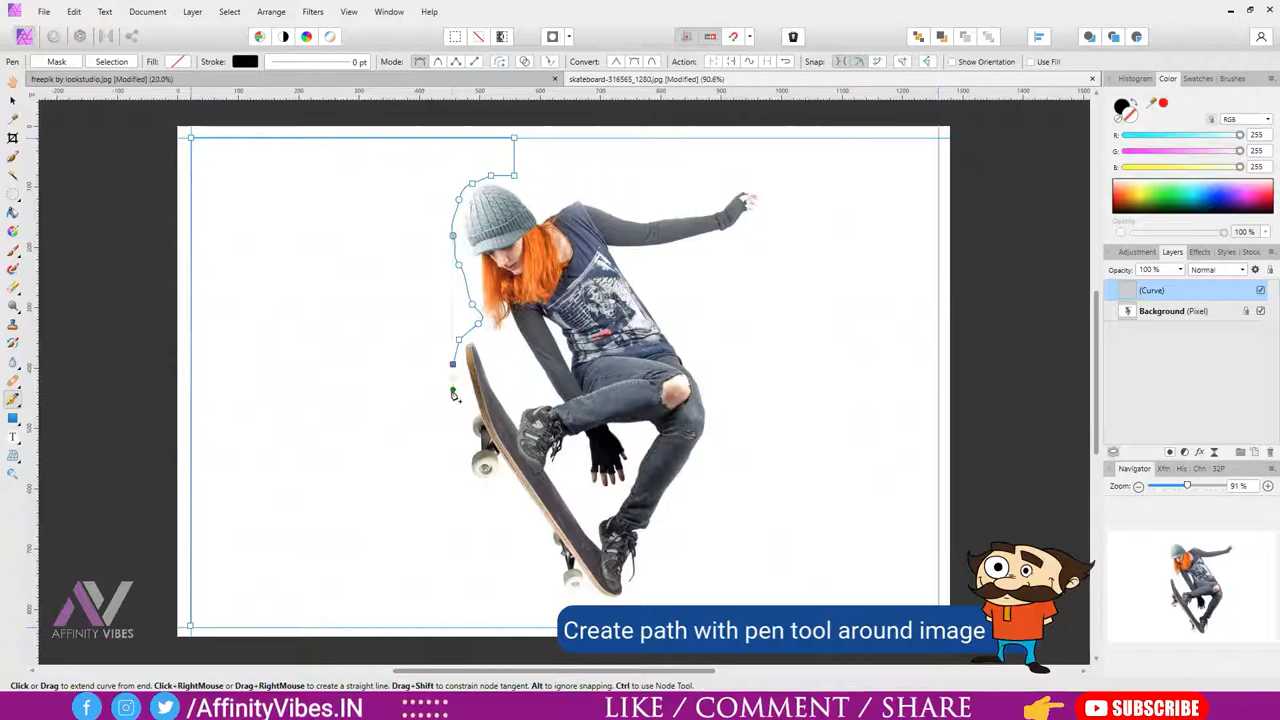 File Edit Text Document Layer Select Arrange Filters View Window Help
Pen Mask Selection Fill: Stroke: 0 pt Mode: Convert: Action: Snap: Show Orientation Use Fill
freepik by lookstudio.jpg [Modified] (20.0%) skateboard-316565_1280.jpg [Modified] (90.6%)
Histogram Color Swatches Brushes
RGB
R: 255
G: 255
B: 255
Opacity:
100 %
Adjustment Layers Effects Styles Stock
Opacity: 100 % Normal
(Curve)
Background (Pixel)
Navigator Xfm His Chn 32P
Zoom: 91 %
AFFINITY VIBES
Create path with pen tool around image
Click or Drag to extend curve from end. Click+RightMouse or Drag+RightMouse to create a straight line. Drag+Shift to constrain node tangent. Alt to ignore snapping. Ctrl to use Node Tool.
/AffinityVibes.IN LIKE / COMMENT / SHARE SUBSCRIBE